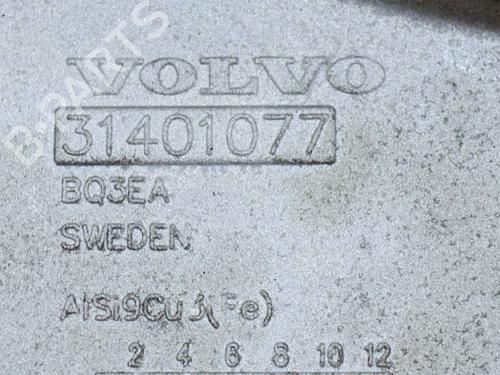 VOLVO
31401077
BQ3EA
SWEDEN
AlSi9Cu3(Fe)
2 4 6 8 10 12
B-PARTS